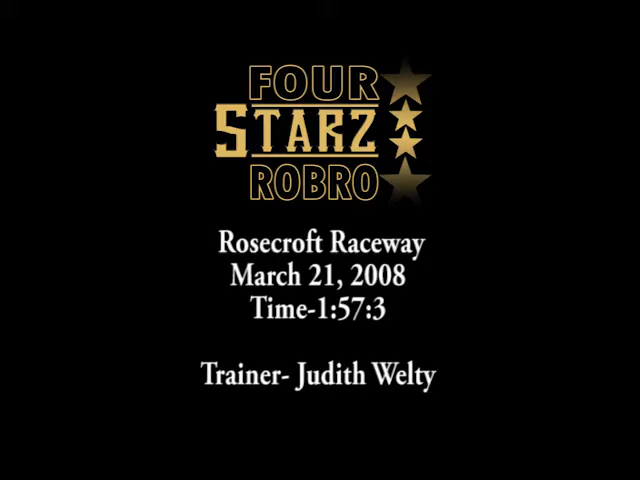 FOUR
STARZ
ROBRO
Rosecroft Raceway
March 21, 2008
Time-1:57:3
Trainer- Judith Welty